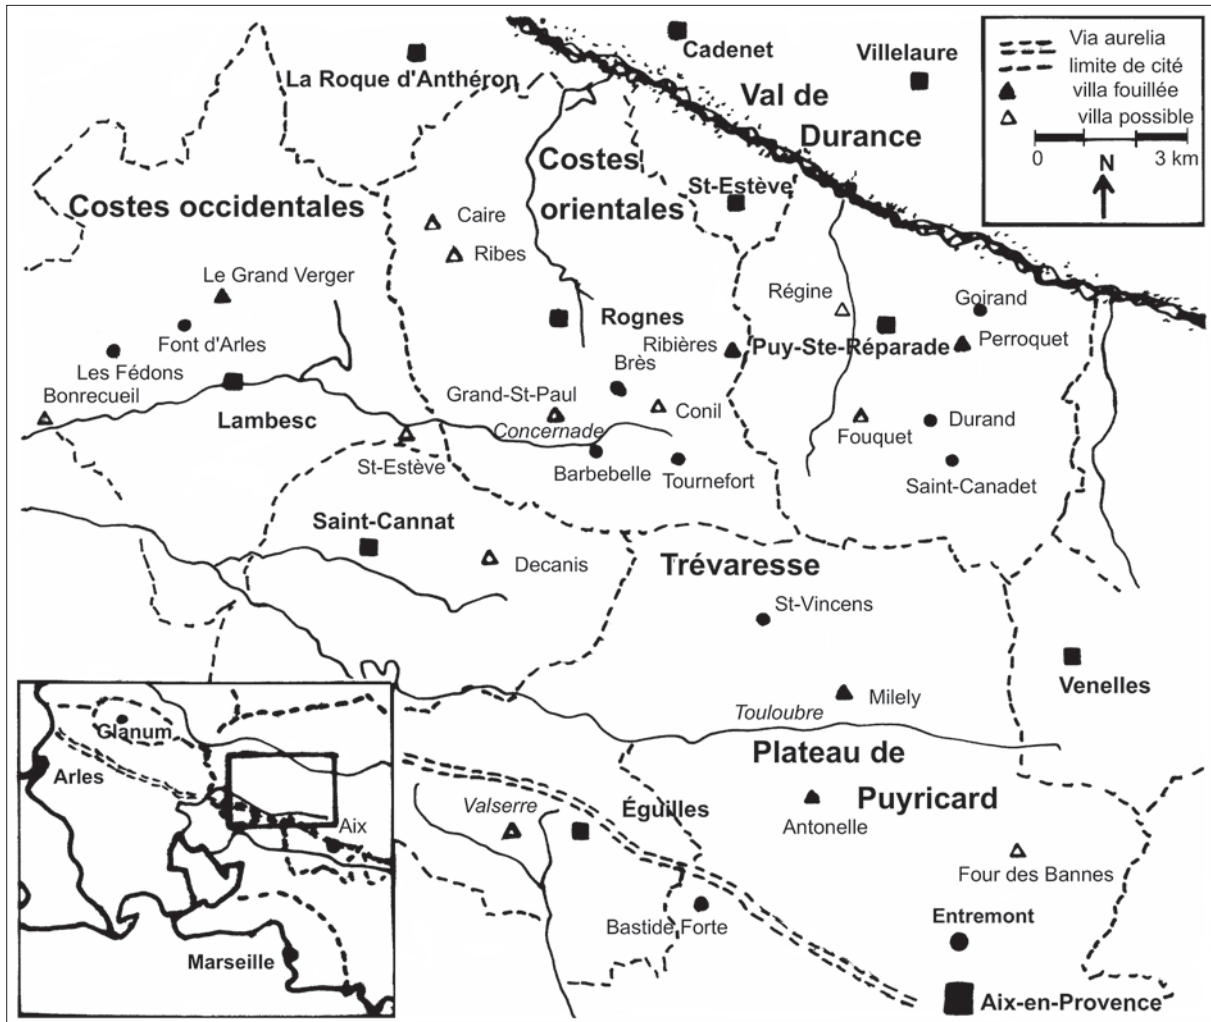 Cadenet
Villelaure
La Roque d'Anthéron
Val de
Durance
Via aurelia
limite de cité
villa fouillée
villa possible
0 3 km
N
Costes
orientales
St-Estève
Costes occidentales
Caire
Ribes
Le Grand Verger
Régine
Goirand
Font d'Arles
Rognes
Ribières
Puy-Ste-Réparade
Perroquet
Les Fédons
Brès
Bonrecueil
Grand-St-Paul
Conil
Lambesc
Concernade
Fouquet
Durand
St-Estève
Barbebelle
Tournefort
Saint-Canadet
Saint-Cannat
Decanis
Trévaresse
St-Vincens
Venelles
Milely
Touloubre
Plateau de
Puyricard
Glanum
Arles
Aix
Marseille
Valserre
Éguilles
Antonelle
Four des Bannes
Bastide Forte
Entremont
Aix-en-Provence